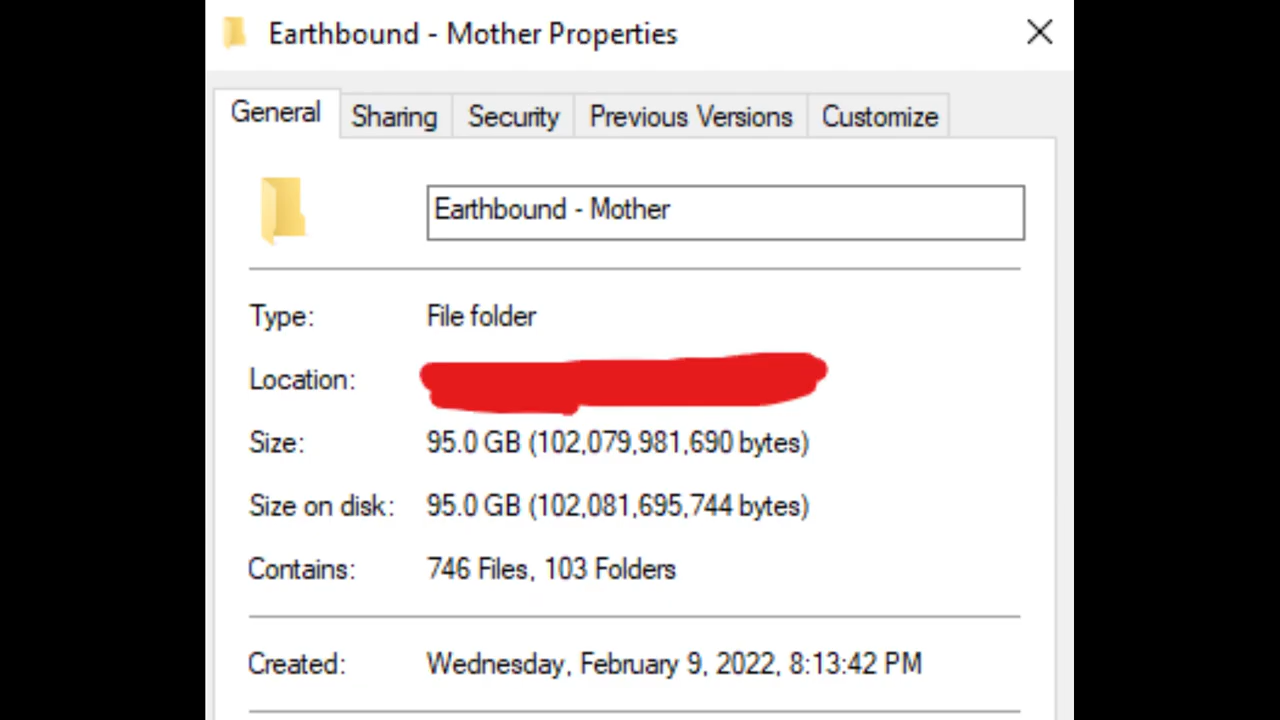 Earthbound - Mother Properties
General Sharing Security Previous Versions Customize
Earthbound - Mother
Type: File folder
Location:
Size: 95.0 GB (102,079,981,690 bytes)
Size on disk: 95.0 GB (102,081,695,744 bytes)
Contains: 746 Files, 103 Folders
Created: Wednesday, February 9, 2022, 8:13:42 PM